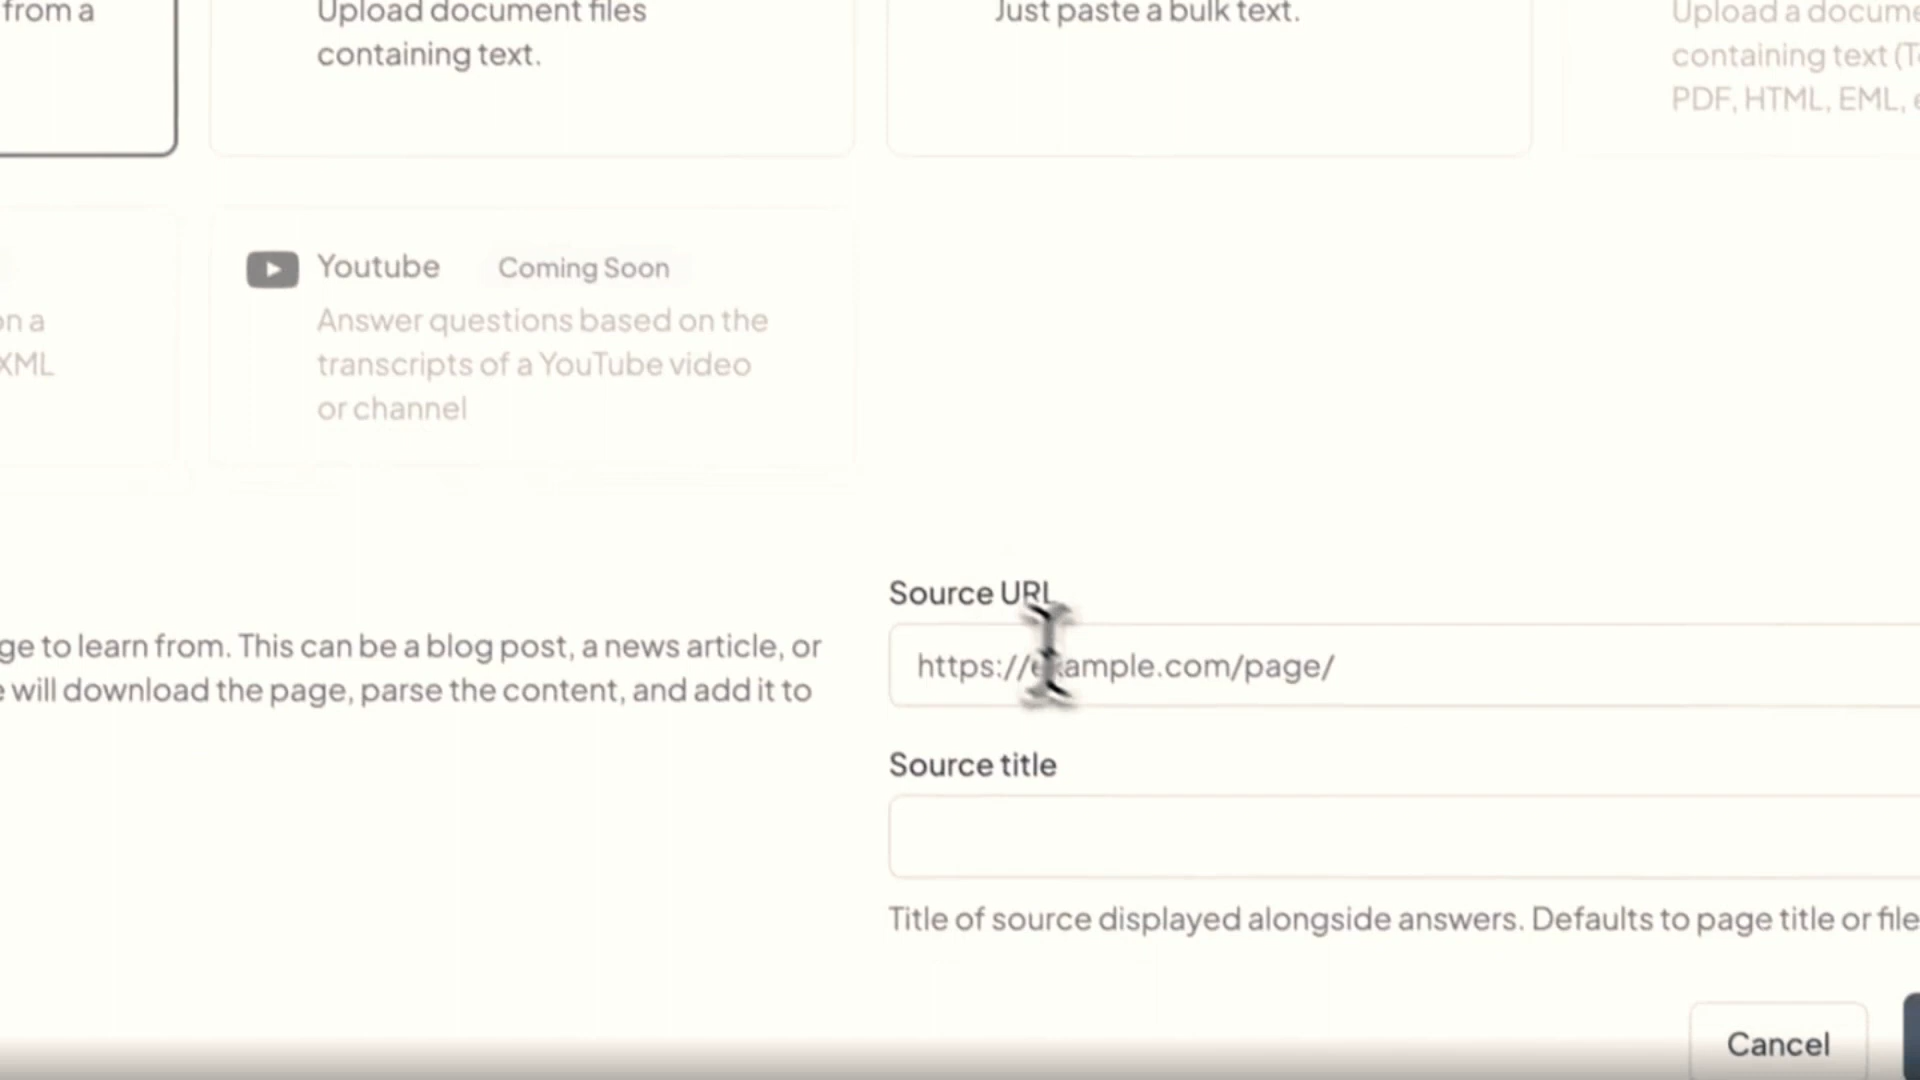 from a
Upload document files
containing text.
Just paste a bulk text.
Upload a
containing text
PDF, HTML, EML,
Youtube
Coming Soon
on a
XML
Answer questions based on the
transcripts of a YouTube video
or channel
Source URL
https://example.com/page/
ge to learn from. This can be a blog post, a news article, or
will download the page, parse the content, and add it to
Source title
Title of source displayed alongside answers. Defaults to page title or file
Cancel